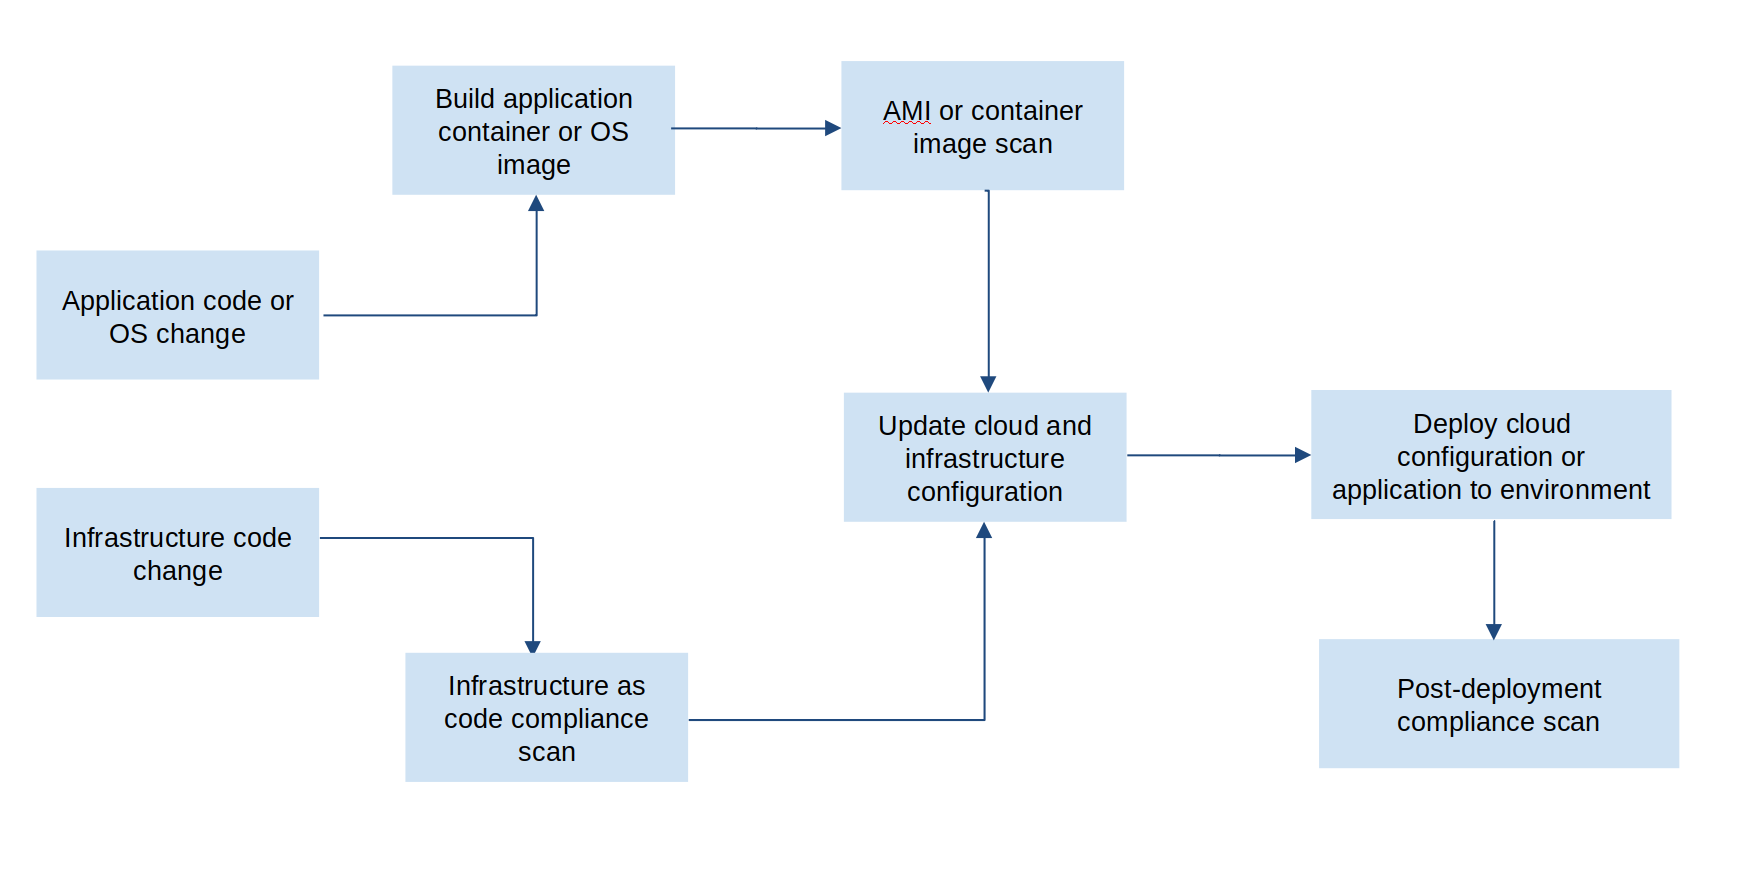 Build application
container or OS
image
AMI or container
image scan
Application code or
OS change
Update cloud and
infrastructure
configuration
Deploy cloud
configuration or
application to environment
Infrastructure code
change
Infrastructure as
code compliance
scan
Post-deployment
compliance scan